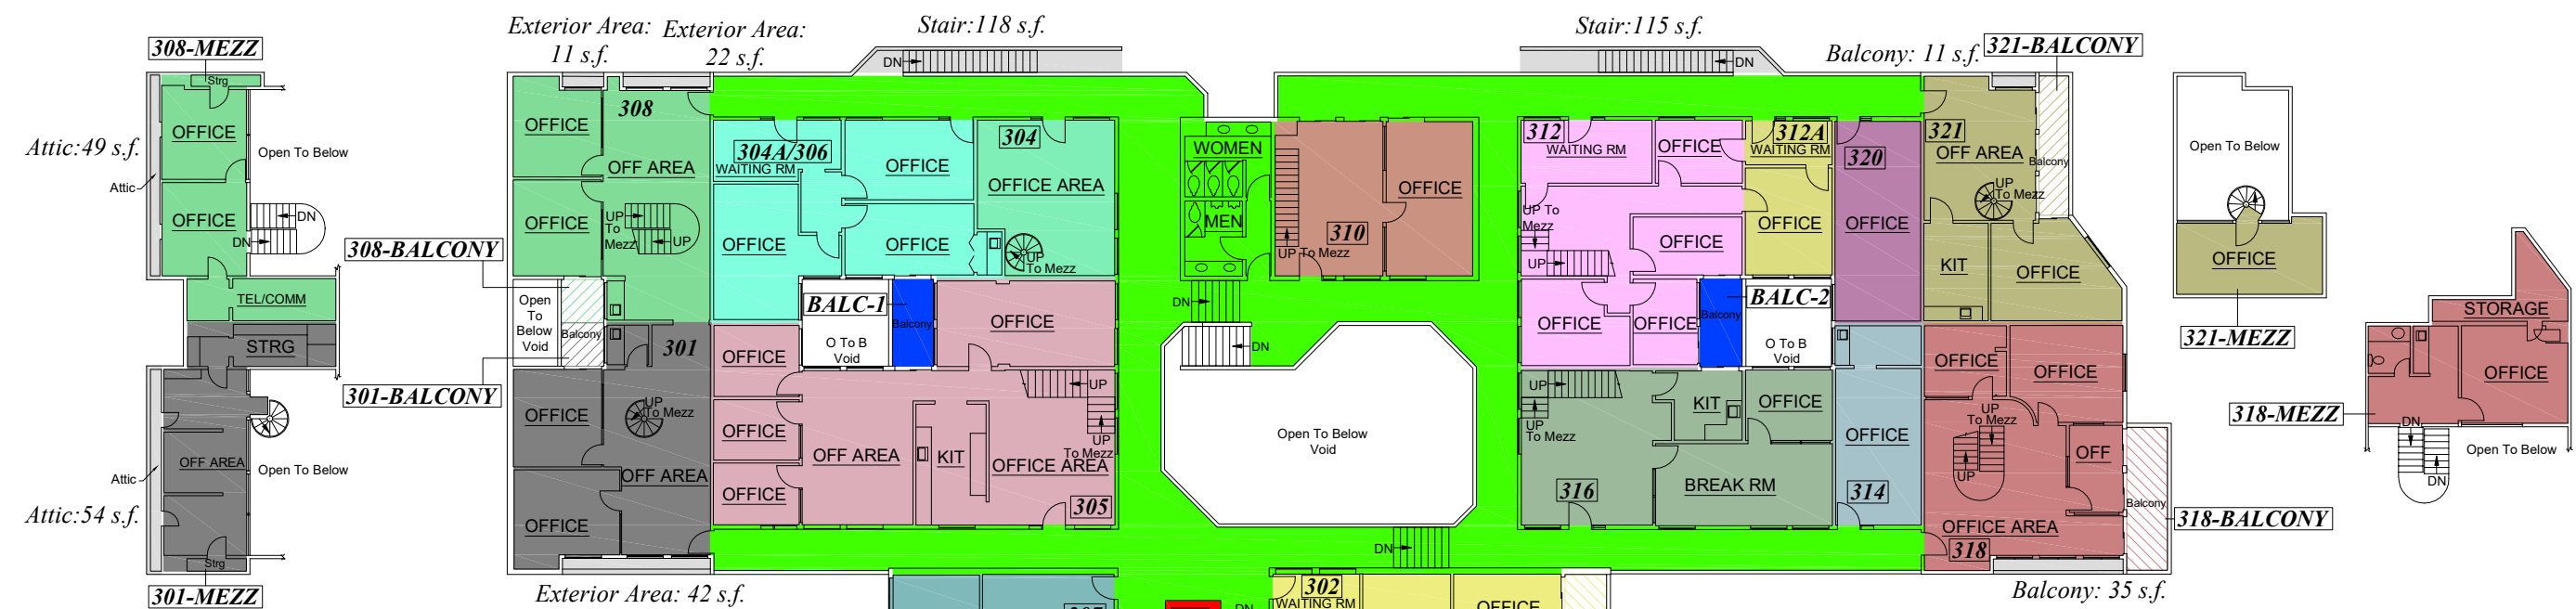 308-MEZZ
Strg
OFFICE
Attic:49 s.f.
Open To Below
Attic
OFFICE
DN
DN
TEL/COMM
STRG
Attic
OFF AREA
Open To Below
Attic:54 s.f.
Strg
301-MEZZ
308-BALCONY
301-BALCONY
Exterior Area:
11 s.f.
Exterior Area:
22 s.f.
Stair:118 s.f.
DN
OFFICE
308
OFF AREA
OFFICE
UP
To
Mezz
UP
Open
To
Below
Void
Balcony
301
OFFICE
UP
To Mezz
OFF AREA
OFFICE
Exterior Area: 42 s.f.
304A/306
WAITING RM
OFFICE
OFFICE
OFFICE
304
OFFICE AREA
UP
To Mezz
BALC-1
Balcony
O To B
Void
OFFICE
OFFICE
OFFICE
OFFICE
OFF AREA
KIT
OFFICE AREA
UP
UP
To Mezz
305
WOMEN
MEN
310
OFFICE
UP To Mezz
DN
DN
Open To Below
Void
DN
Stair:115 s.f.
DN
312
WAITING RM
OFFICE
312A
WAITING RM
OFFICE
UP To
Mezz
UP
OFFICE
OFFICE
OFFICE
BALC-2
Balcony
O To B
Void
320
OFFICE
UP
UP
To Mezz
KIT
OFFICE
316
BREAK RM
314
OFFICE
Balcony: 11 s.f.
321-BALCONY
321
OFF AREA
Balcony
UP
To Mezz
KIT
OFFICE
OFFICE
OFFICE
UP
To Mezz
OFF
UP
Balcony
OFFICE AREA
318
318-BALCONY
Balcony: 35 s.f.
Open To Below
OFFICE
321-MEZZ
STORAGE
OFFICE
318-MEZZ
DN
Open To Below
DN
302
WAITING RM
OFFICE
DN